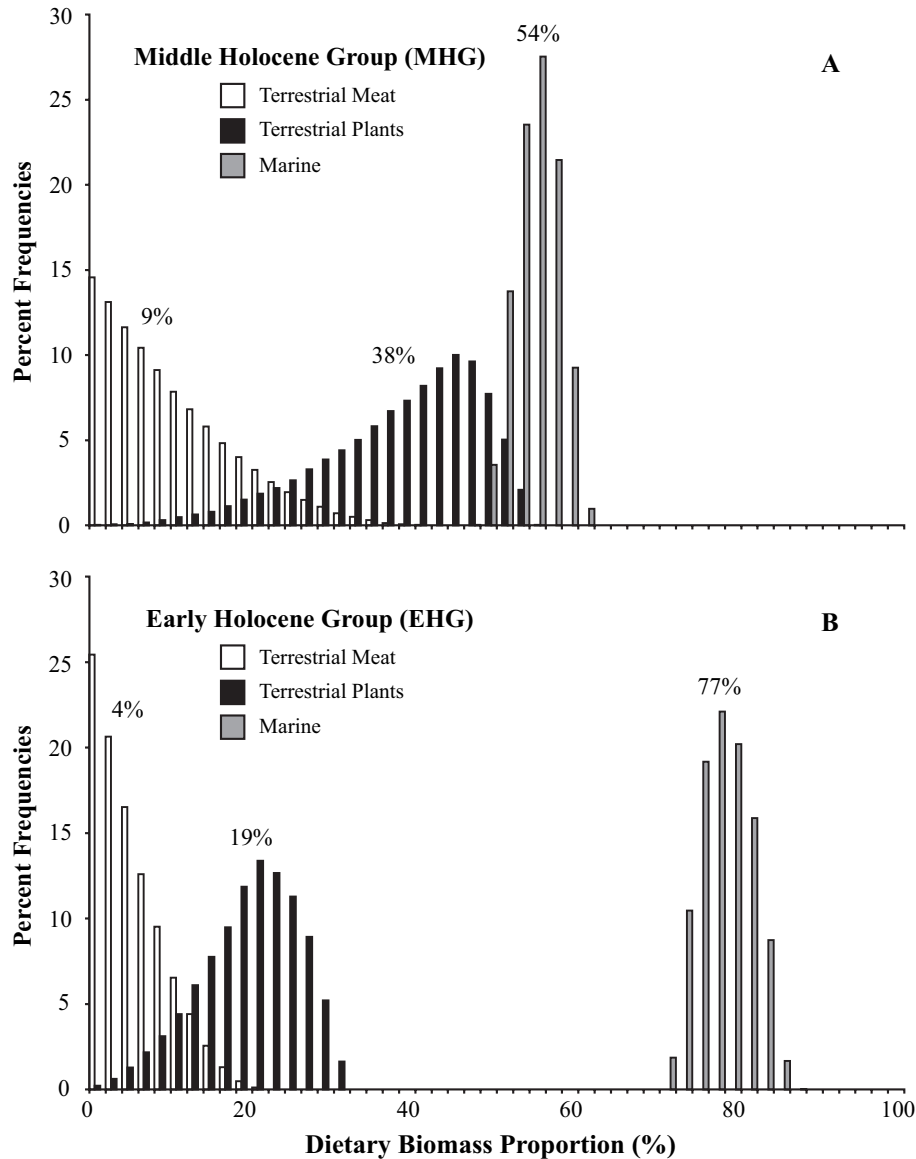 30
54%
Middle Holocene Group (MHG)
A
Terrestrial Meat
25
Terrestrial Plants
Marine
20
Percent Frequencies
15
9%
38%
10
5
0
30
Early Holocene Group (EHG)
B
Terrestrial Meat
25
Terrestrial Plants
4%
77%
Marine
20
Percent Frequencies
15
19%
10
5
0
0 20 40 60 80 100
Dietary Biomass Proportion (%)